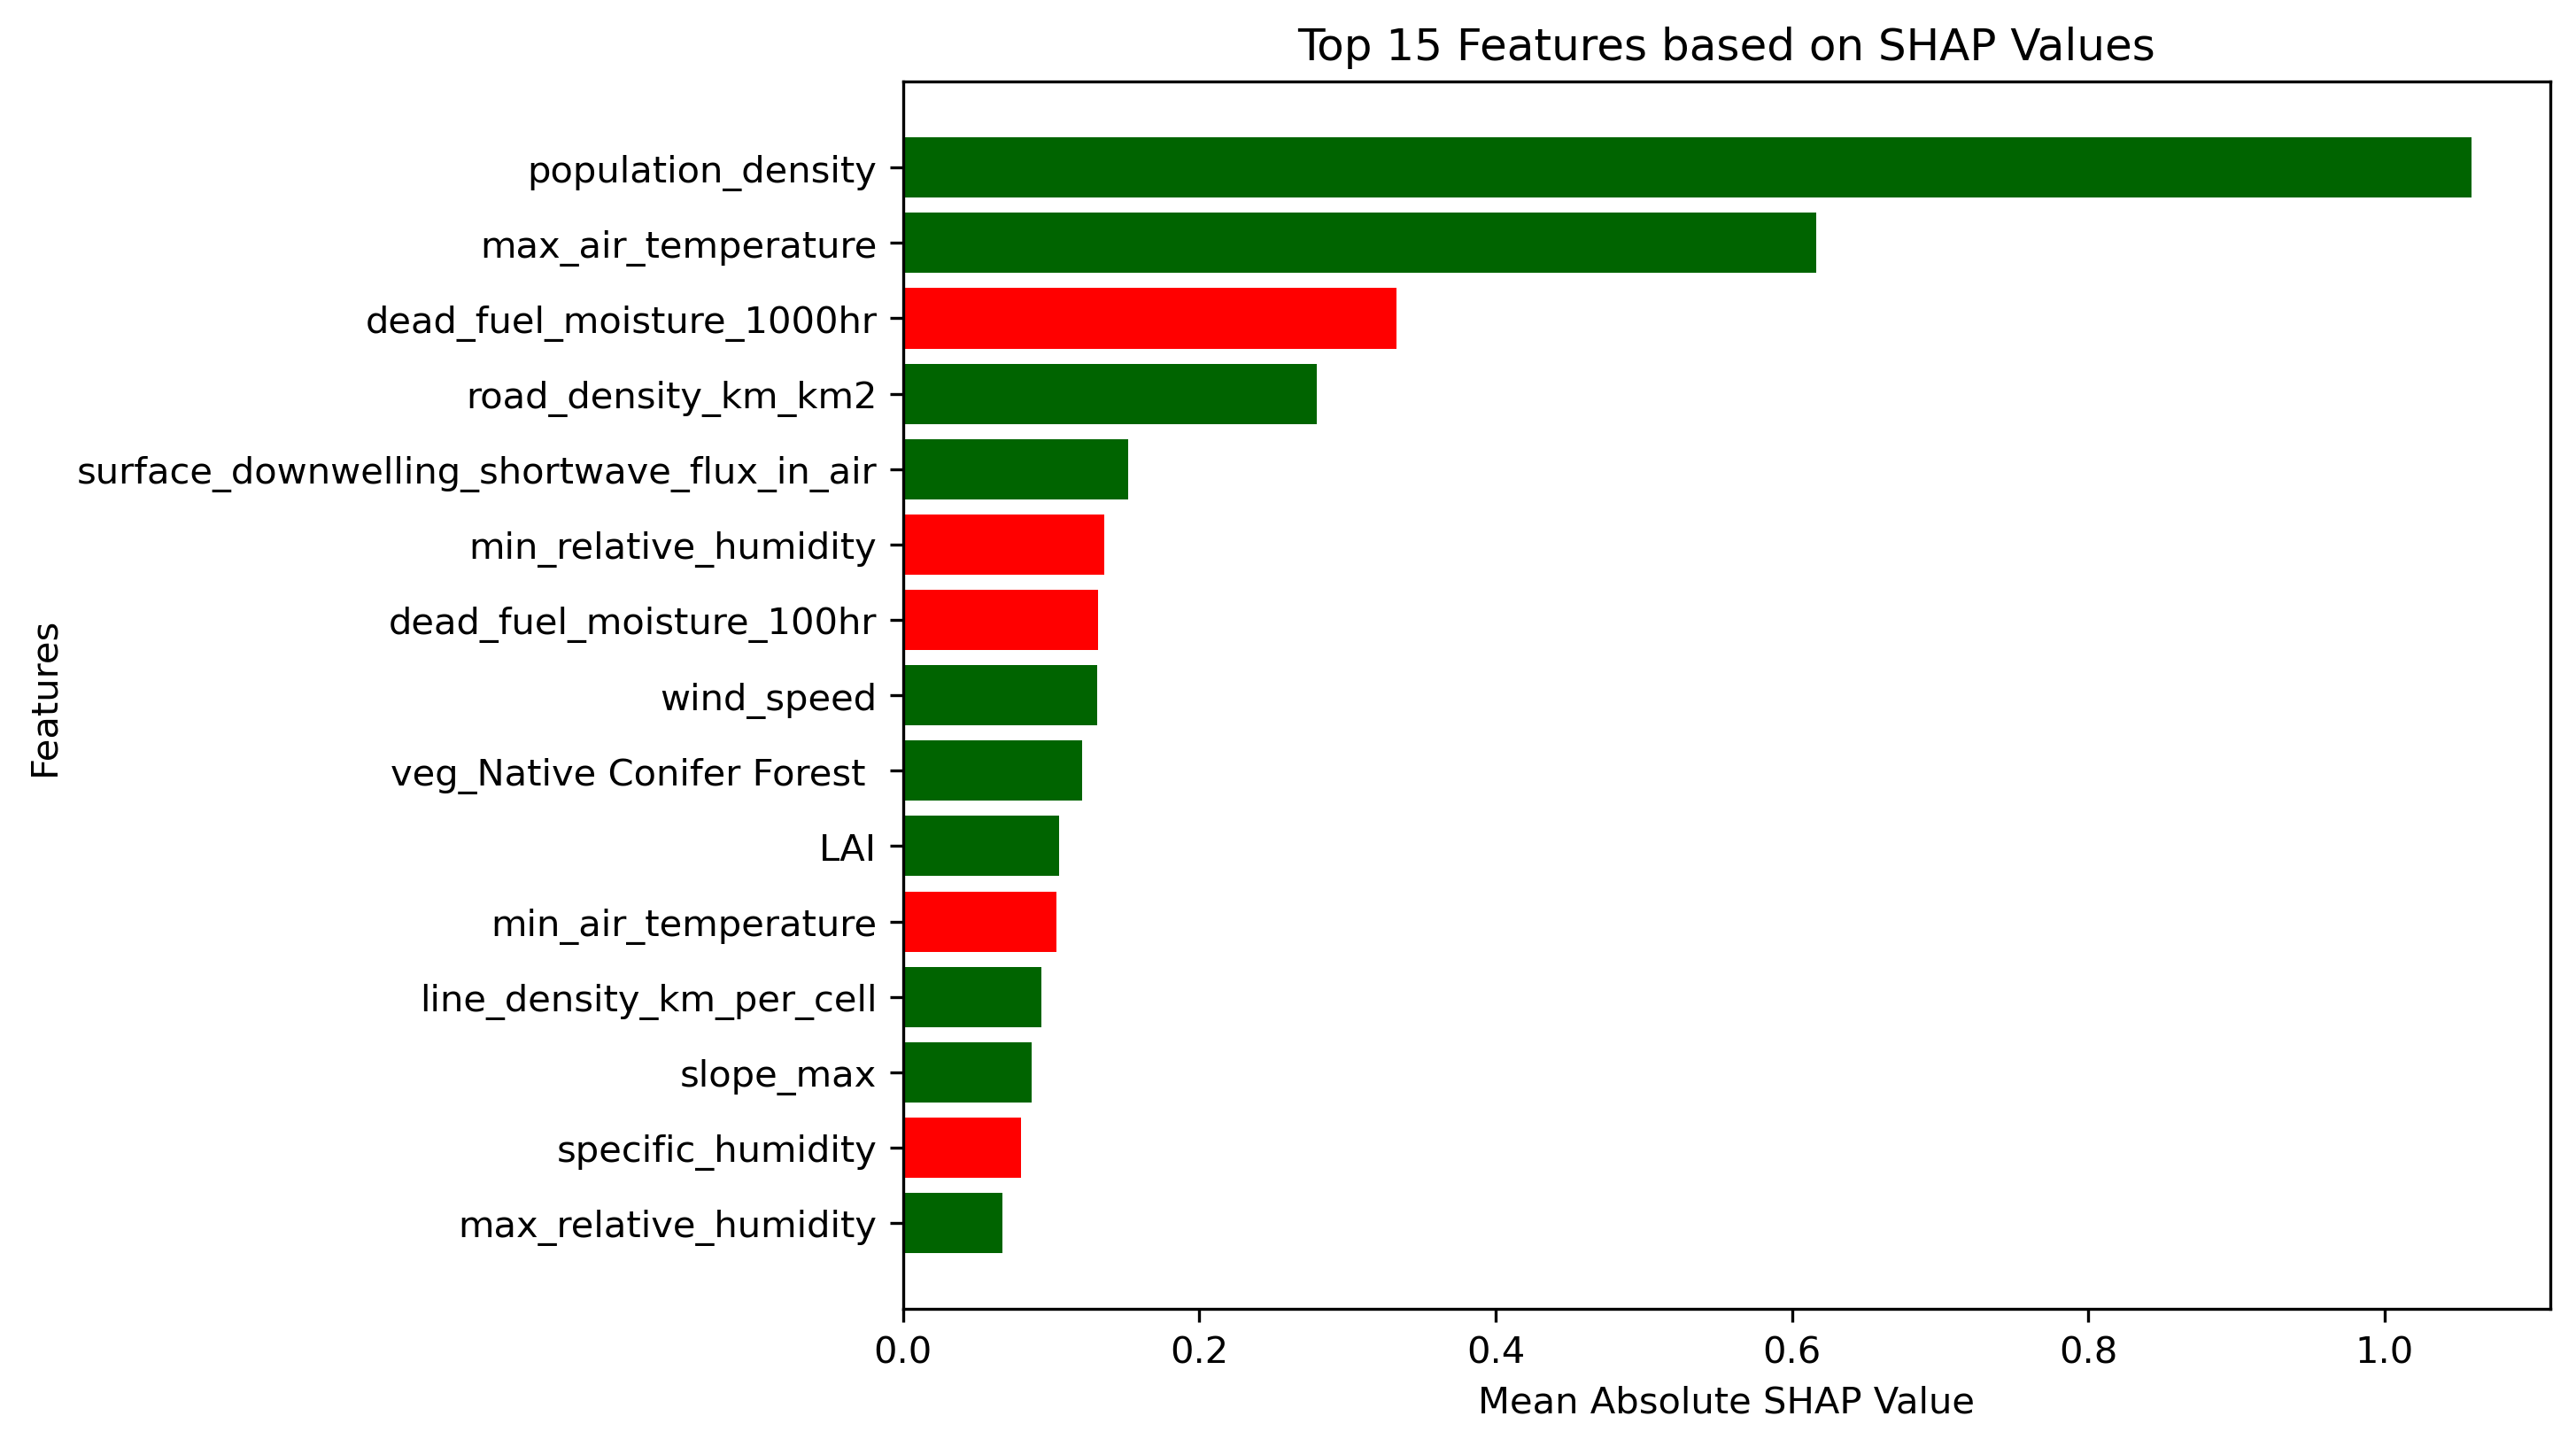 Top 15 Features based on SHAP Values
population_density
max_air_temperature
dead_fuel_moisture_1000hr
road_density_km_km2
surface_downwelling_shortwave_flux_in_air
min_relative_humidity
dead_fuel_moisture_100hr
wind_speed
veg_Native Conifer Forest
LAI
min_air_temperature
line_density_km_per_cell
slope_max
specific_humidity
max_relative_humidity
Features
0.0 0.2 0.4 0.6 0.8 1.0
Mean Absolute SHAP Value